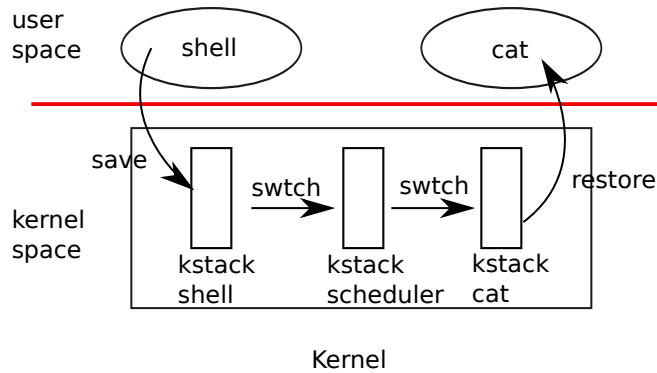 user
space
shell
cat
save
swtch
swtch
restore
kernel
space
kstack
shell
kstack
scheduler
kstack
cat
Kernel